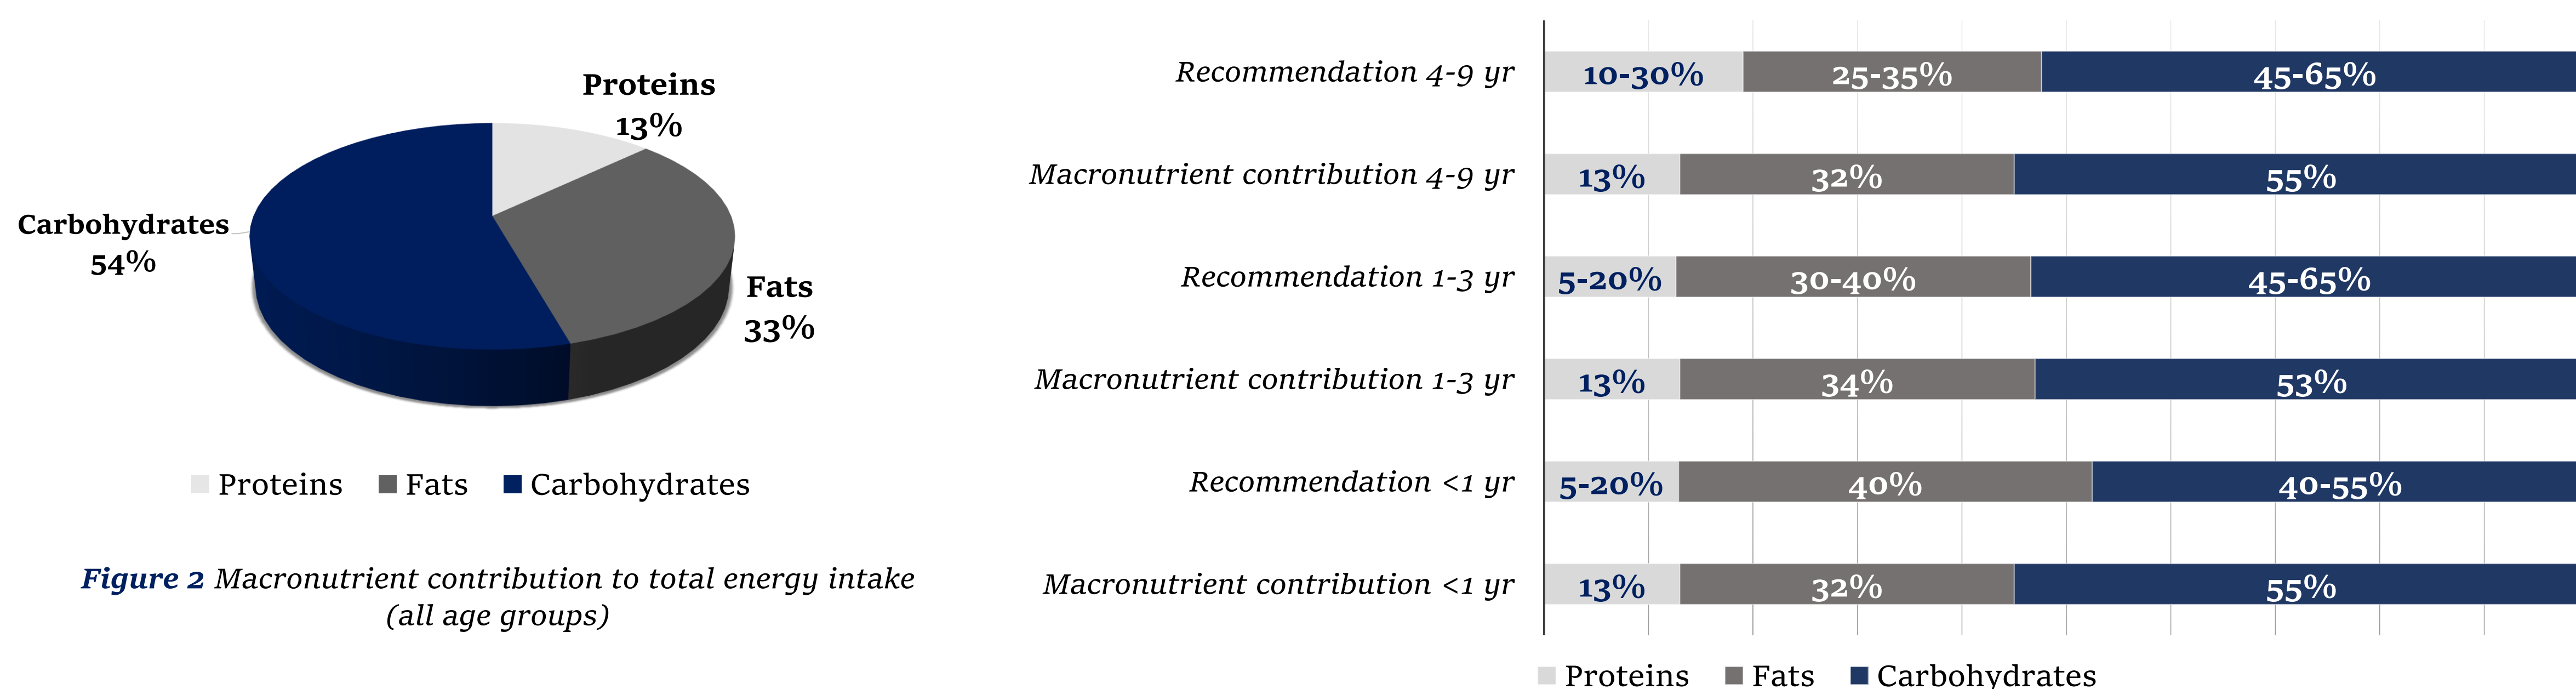 Proteins
13%
Carbohydrates
54%
Fats
33%
Proteins Fats Carbohydrates
Figure 2 Macronutrient contribution to total energy intake
(all age groups)
Recommendation 4-9 yr 10-30% 25-35% 45-65%
Macronutrient contribution 4-9 yr 13% 32% 55%
Recommendation 1-3 yr 5-20% 30-40% 45-65%
Macronutrient contribution 1-3 yr 13% 34% 53%
Recommendation <1 yr 5-20% 40% 40-55%
Macronutrient contribution <1 yr 13% 32% 55%
Proteins Fats Carbohydrates